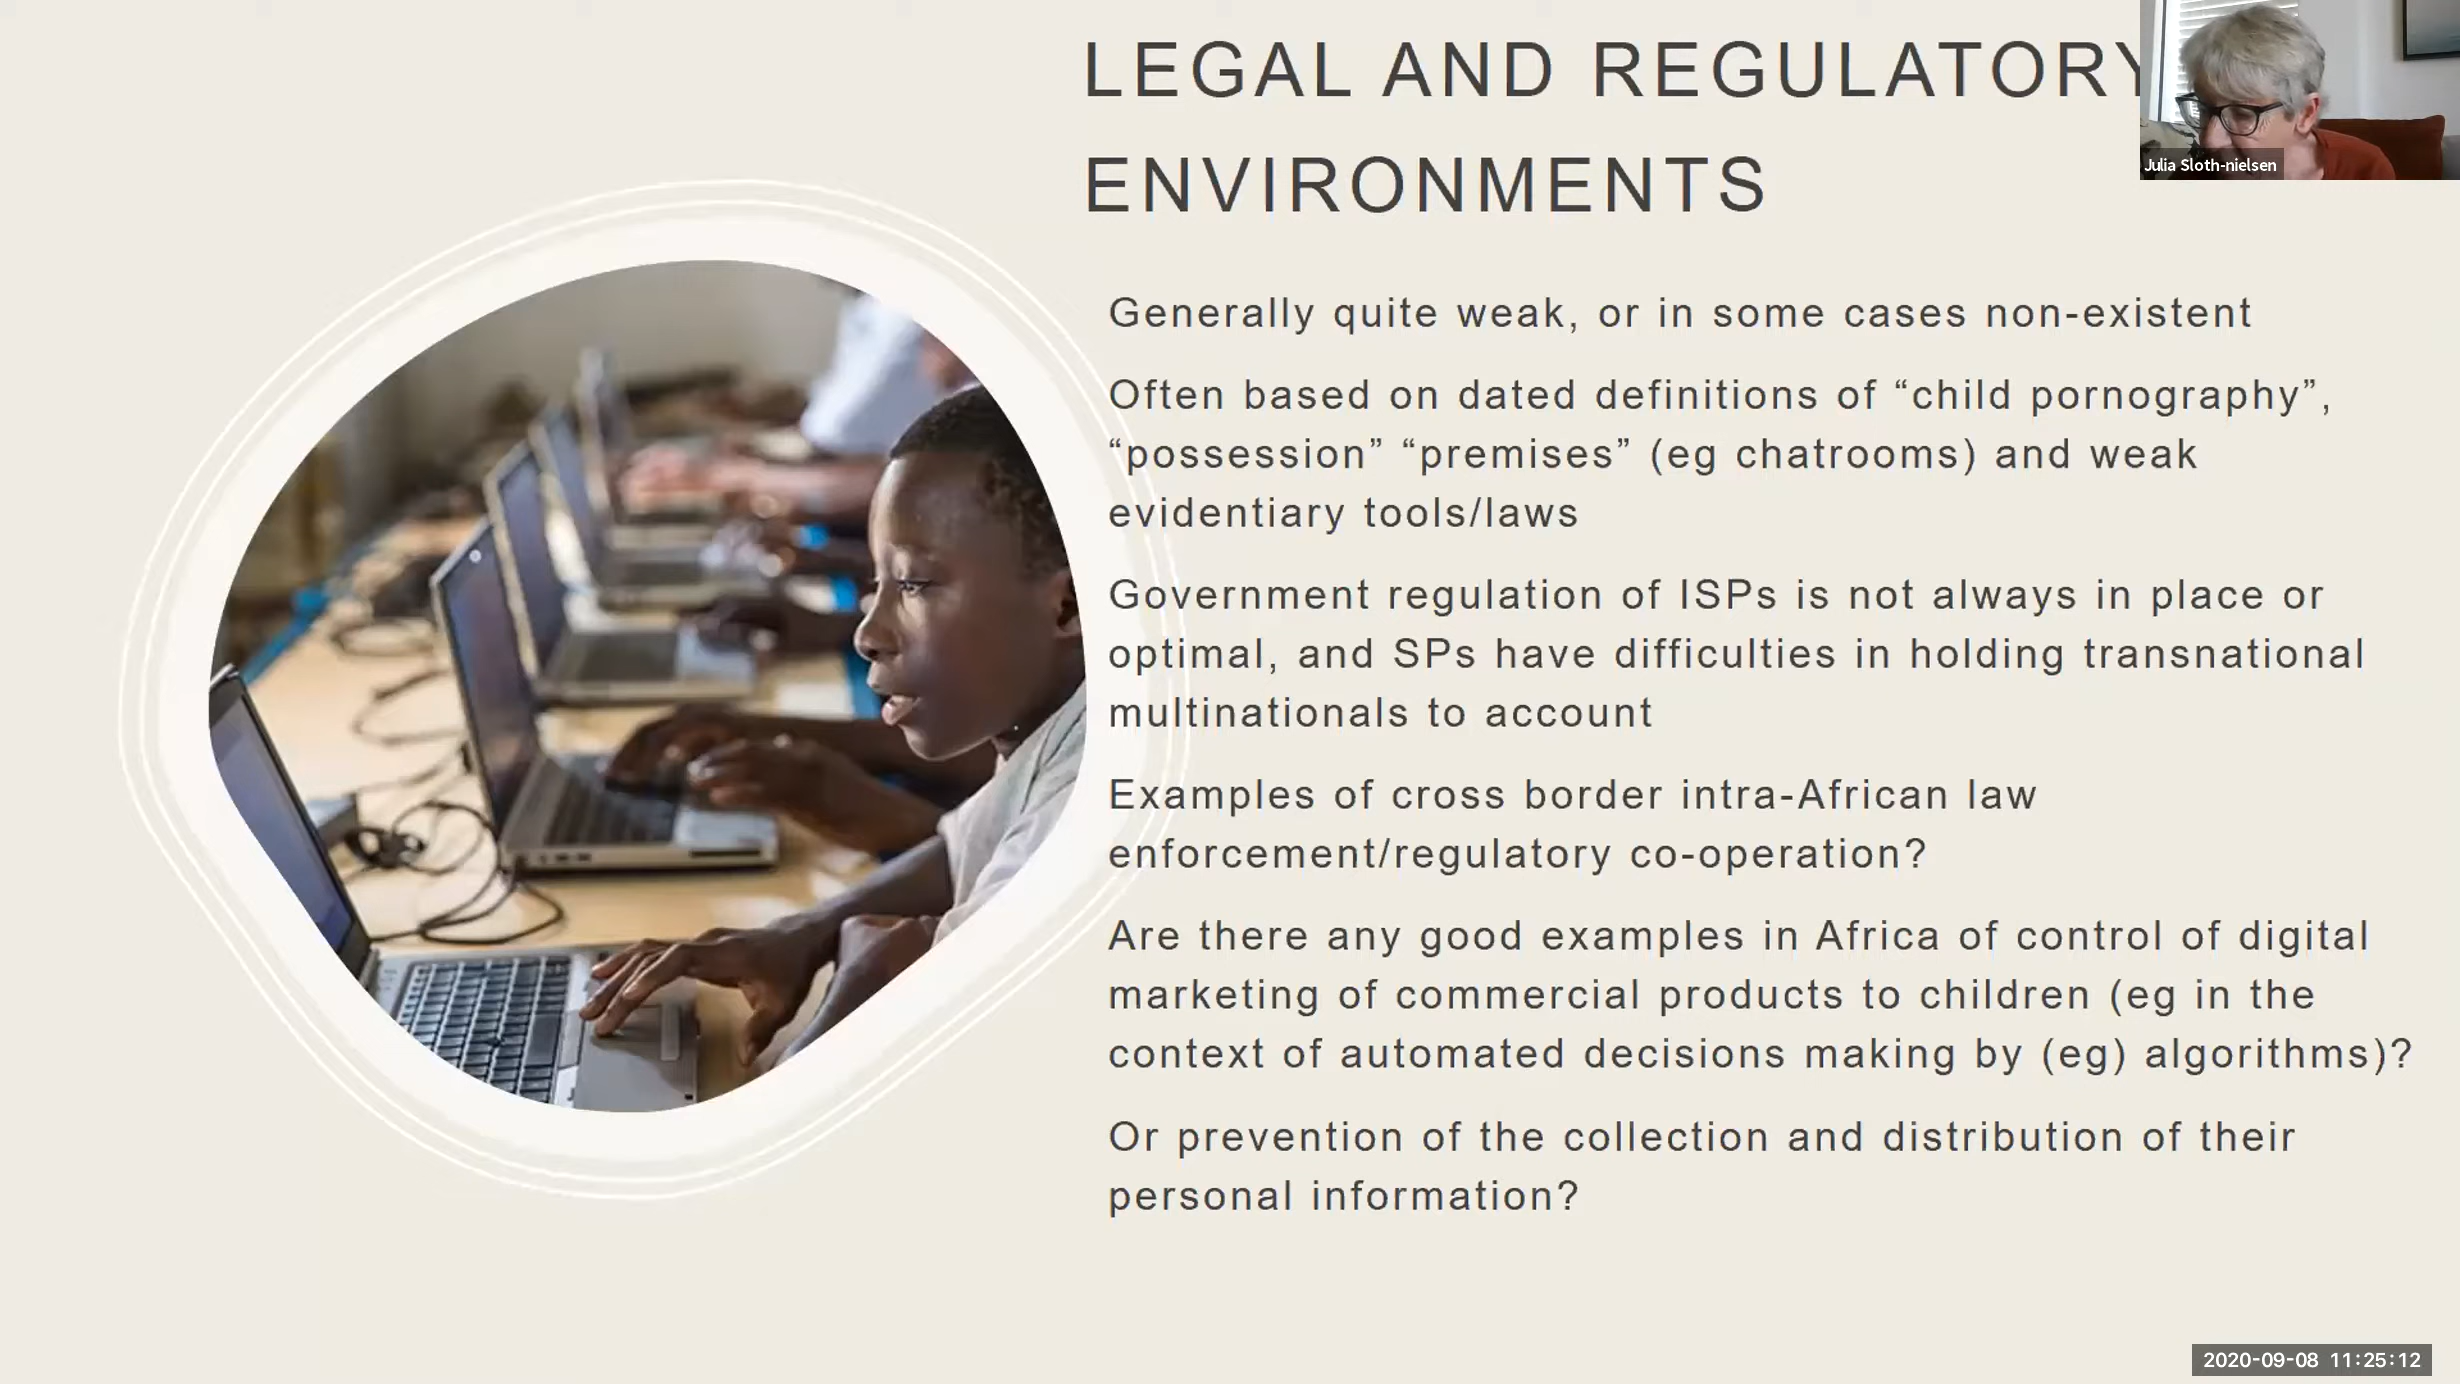 LEGAL AND REGULATORY
ENVIRONMENTS
Julia Sloth-nielsen
Generally quite weak, or in some cases non-existent
Often based on dated definitions of “child pornography”,
“possession” “premises” (eg chatrooms) and weak
evidentiary tools/laws
Government regulation of ISPs is not always in place or
optimal, and SPs have difficulties in holding transnational
multinationals to account
Examples of cross border intra-African law
enforcement/regulatory co-operation?
Are there any good examples in Africa of control of digital
marketing of commercial products to children (eg in the
context of automated decisions making by (eg) algorithms)?
Or prevention of the collection and distribution of their
personal information?
2020-09-08 11:25:12